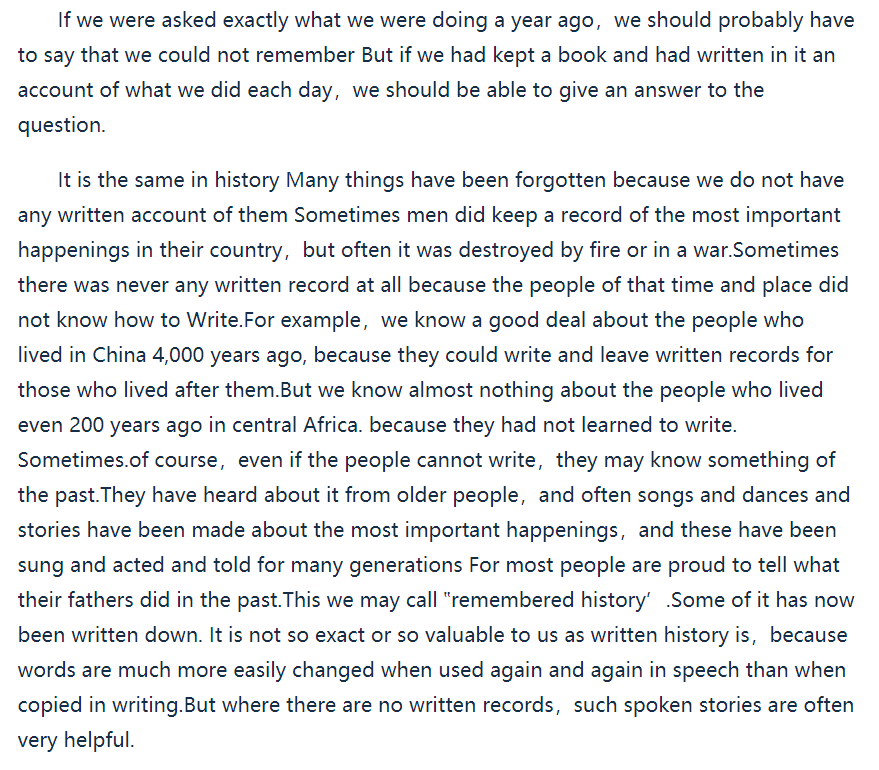 If we were asked exactly what we were doing a year ago，we should probably have
to say that we could not remember But if we had kept a book and had written in it an
account of what we did each day，we should be able to give an answer to the
question.
It is the same in history Many things have been forgotten because we do not have
any written account of them Sometimes men did keep a record of the most important
happenings in their country，but often it was destroyed by fire or in a war.Sometimes
there was never any written record at all because the people of that time and place did
not know how to Write.For example，we know a good deal about the people who
lived in China 4,000 years ago, because they could write and leave written records for
those who lived after them.But we know almost nothing about the people who lived
even 200 years ago in central Africa. because they had not learned to write.
Sometimes.of course，even if the people cannot write，they may know something of
the past.They have heard about it from older people，and often songs and dances and
stories have been made about the most important happenings，and these have been
sung and acted and told for many generations For most people are proud to tell what
their fathers did in the past.This we may call "remembered history′ .Some of it has now
been written down. It is not so exact or so valuable to us as written history is，because
words are much more easily changed when used again and again in speech than when
copied in writing.But where there are no written records，such spoken stories are often
very helpful.